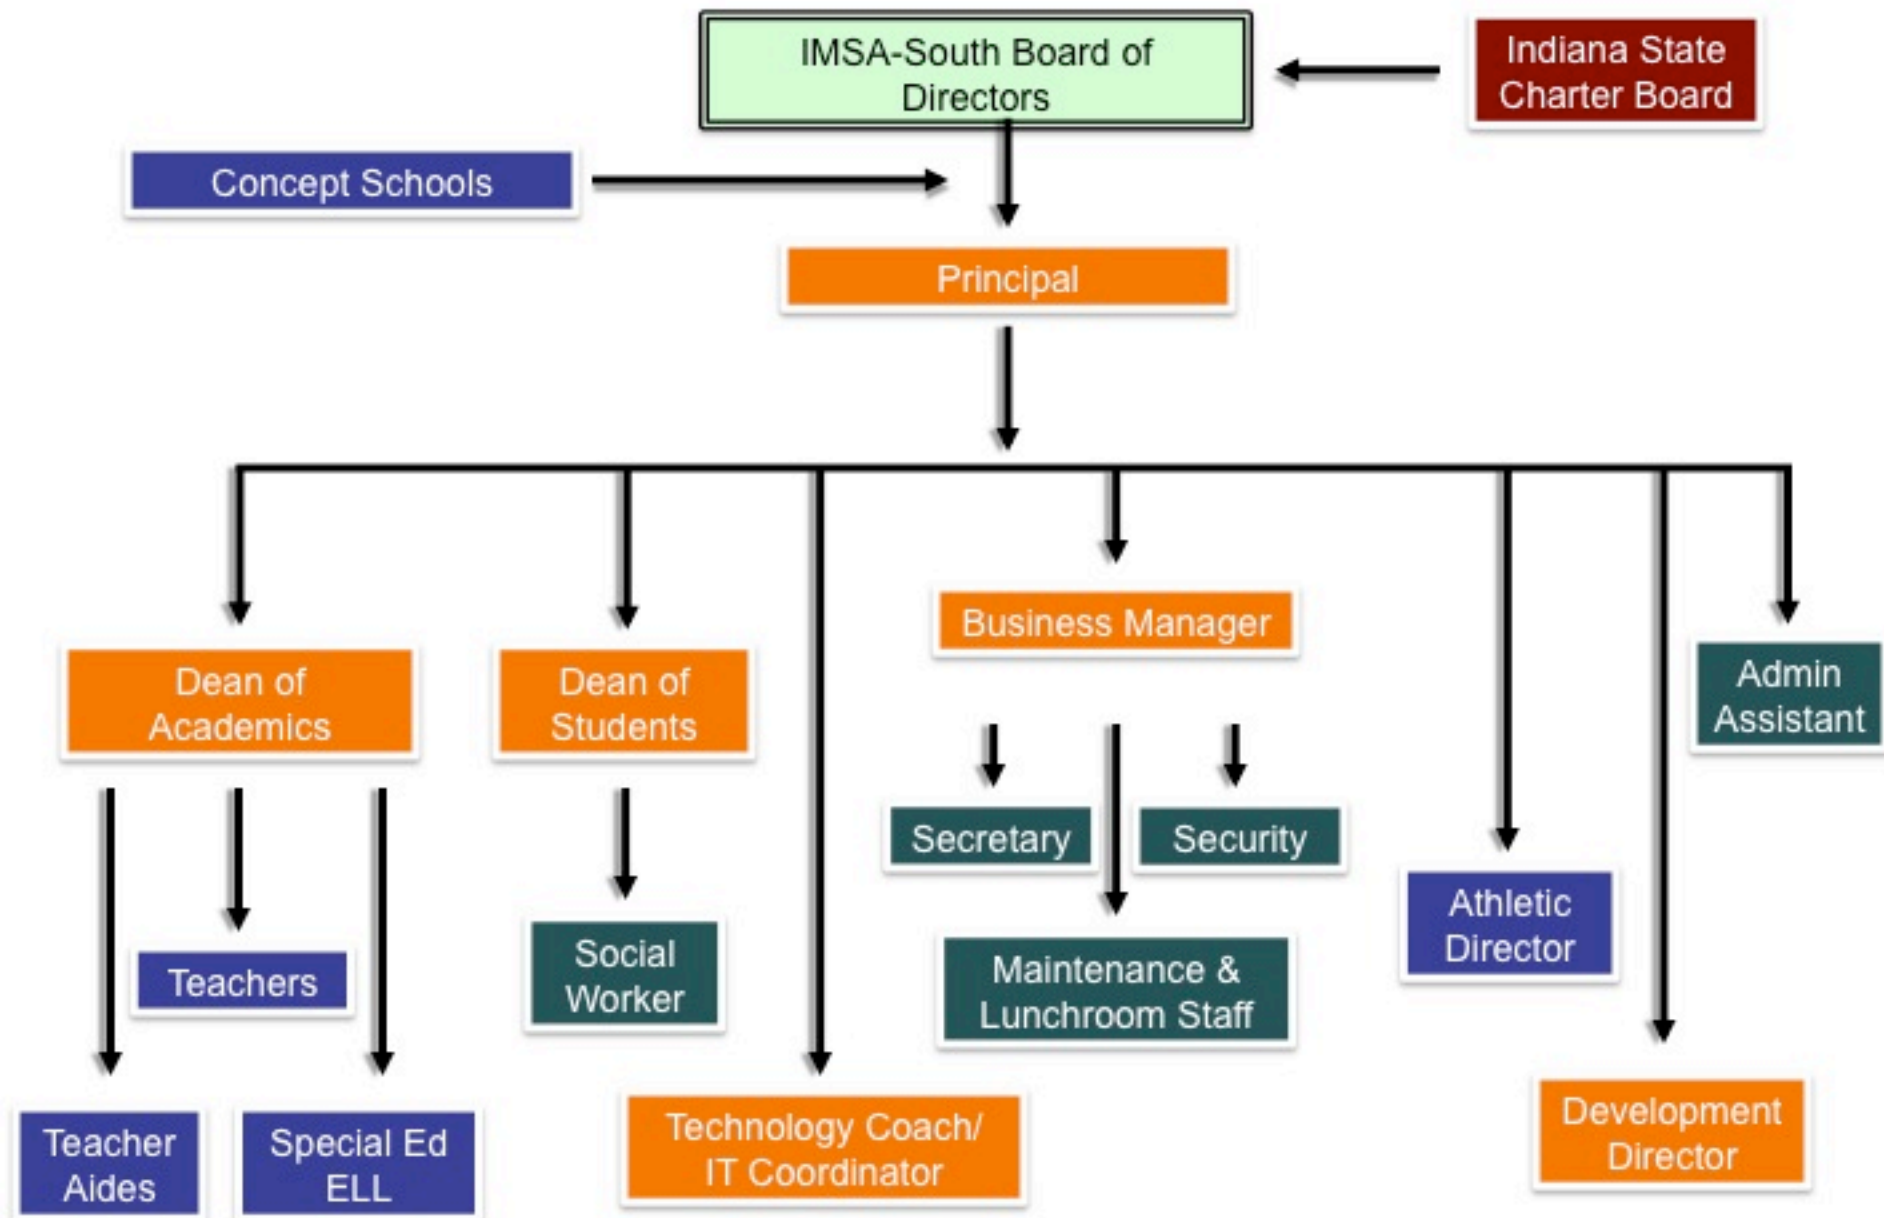 IMSA-South Board of
Directors
Indiana State
Charter Board
Concept Schools
Principal
Business Manager
Dean of
Academics
Dean of
Students
Admin
Assistant
Secretary
Security
Athletic
Director
Teachers
Social
Worker
Maintenance &
Lunchroom Staff
Teacher
Aides
Special Ed
ELL
Technology Coach/
IT Coordinator
Development
Director